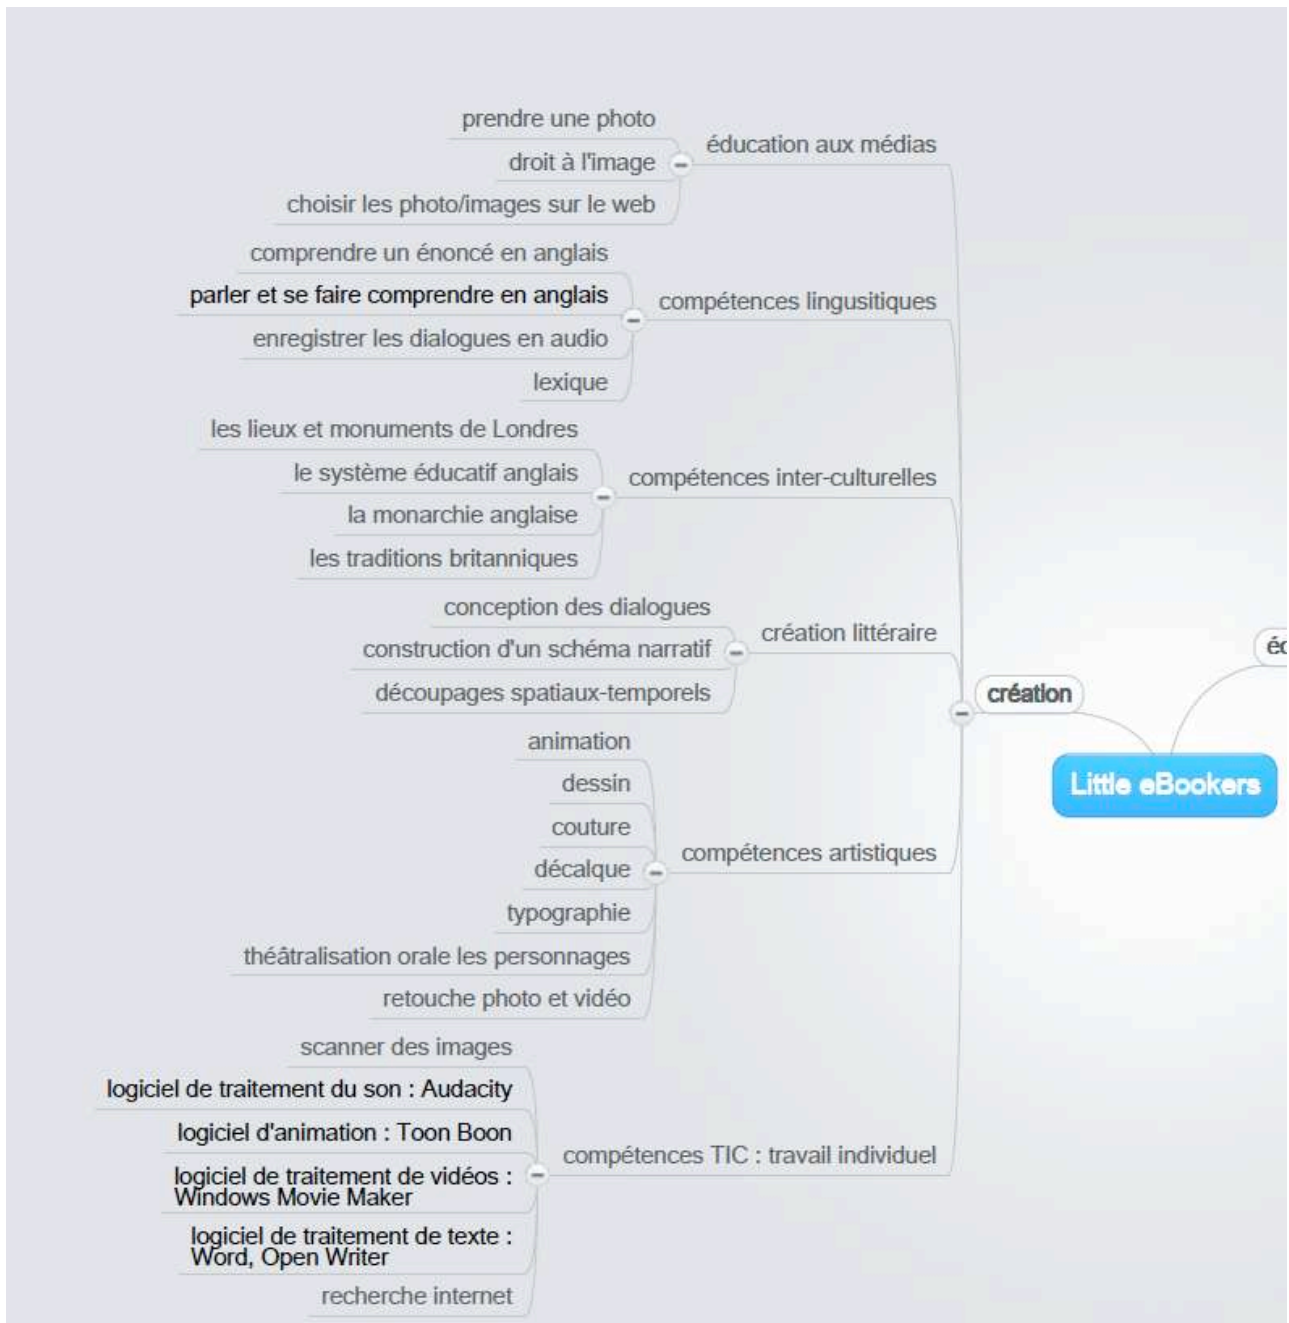 prendre une photo
droit à l'image
choisir les photo/images sur le web
éducation aux médias
comprendre un énoncé en anglais
parler et se faire comprendre en anglais
enregistrer les dialogues en audio
lexique
compétences lingusitiques
les lieux et monuments de Londres
le système éducatif anglais
la monarchie anglaise
les traditions britanniques
compétences inter-culturelles
conception des dialogues
construction d'un schéma narratif
découpages spatiaux-temporels
création littéraire
animation
dessin
couture
décalque
typographie
théâtralisation orale les personnages
retouche photo et vidéo
compétences artistiques
scanner des images
logiciel de traitement du son : Audacity
logiciel d'animation : Toon Boon
logiciel de traitement de vidéos :
Windows Movie Maker
logiciel de traitement de texte :
Word, Open Writer
recherche internet
compétences TIC : travail individuel
création
Little eBookers